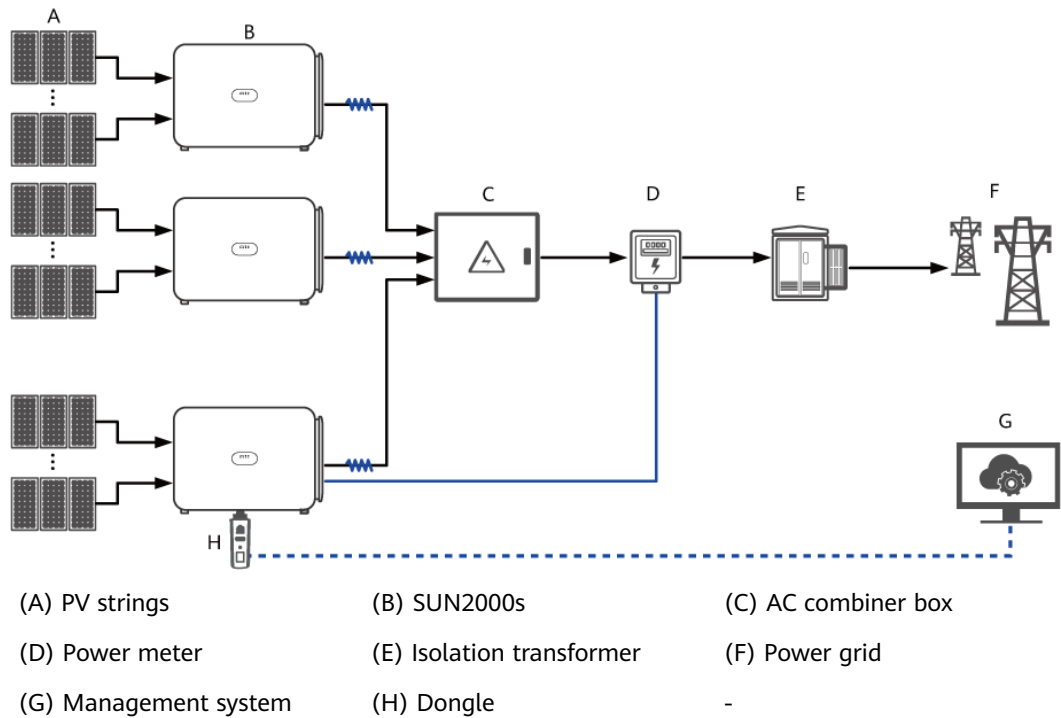 A
B
C
D
E
F
G
H
(A) PV strings (B) SUN2000s (C) AC combiner box
(D) Power meter (E) Isolation transformer (F) Power grid
(G) Management system (H) Dongle -